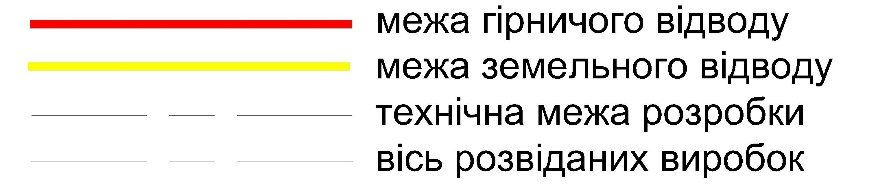 межа гірничого відводу
межа земельного відводу
технічна межа розробки
вісь розвіданих виробок